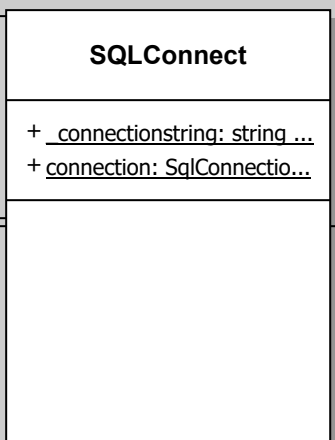 SQLConnect
+ _connectionstring: string ...
+ connection: SqlConnectio...